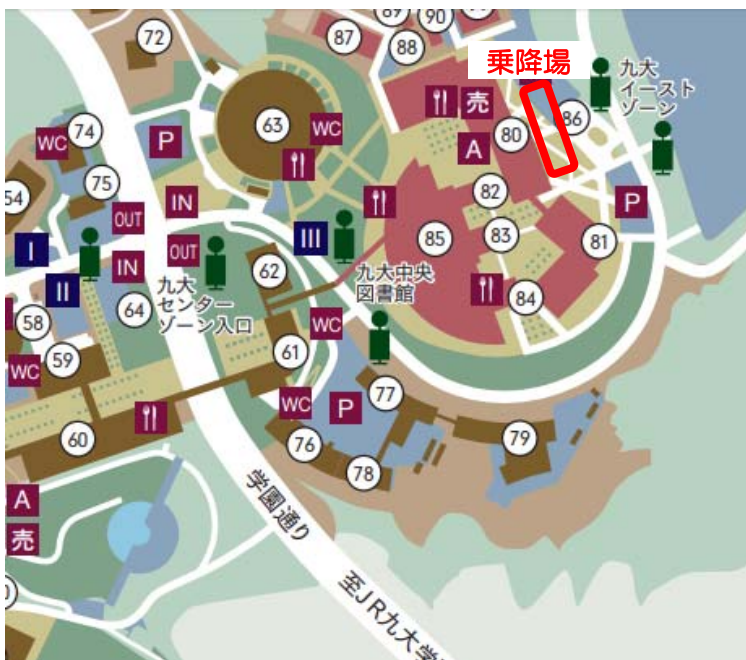 89
90
72
87
88
乗降場
九大
イースト
ゾーン
売
86
63
WC
80
74
WC
P
A
75
82
P
54
IN
OUT
III
85
83
81
I
OUT
62
IN
II
九大
センター
ゾーン入口
九大中央
図書館
84
64
58
WC
61
59
WC
77
WC
P
60
76
78
79
学園通り
A
売
至JR九大学